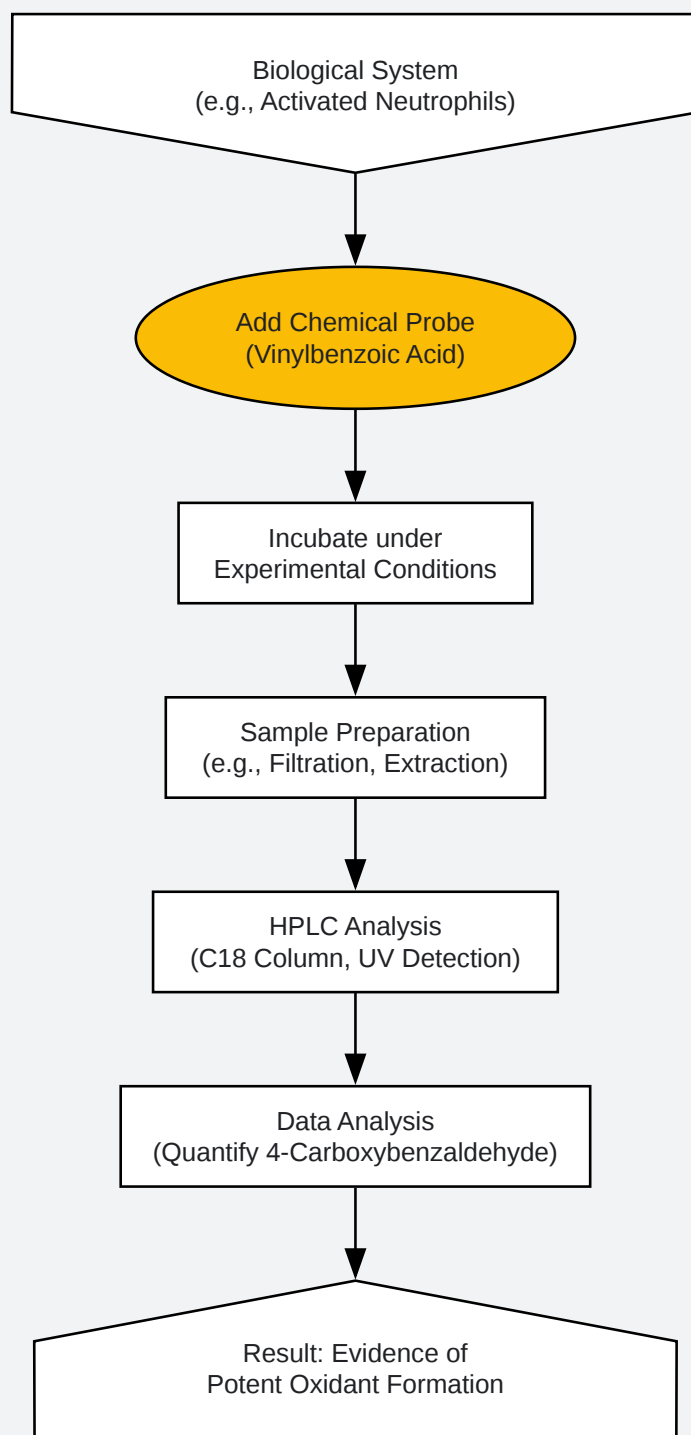 Biological System
(e.g., Activated Neutrophils)
Add Chemical Probe
(Vinylbenzoic Acid)
Incubate under
Experimental Conditions
Sample Preparation
(e.g., Filtration, Extraction)
HPLC Analysis
(C18 Column, UV Detection)
Data Analysis
(Quantify 4-Carboxybenzaldehyde)
Result: Evidence of
Potent Oxidant Formation